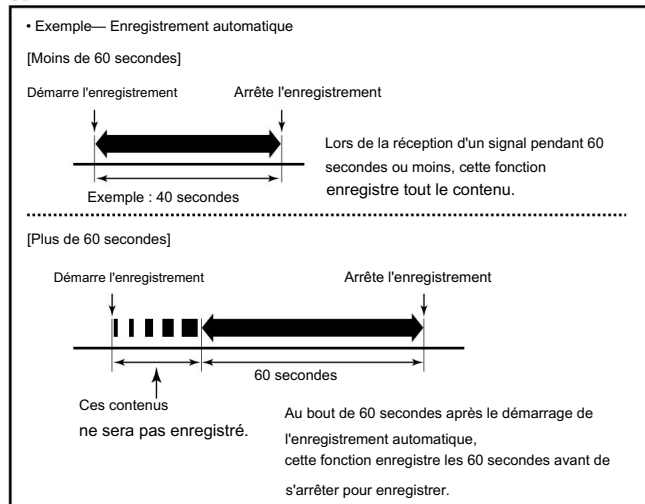 • Exemple— Enregistrement automatique
[Moins de 60 secondes]
Démarre l'enregistrement Arrête l'enregistrement
Lors de la réception d'un signal pendant 60
secondes ou moins, cette fonction
enregistre tout le contenu.
Exemple : 40 secondes
[Plus de 60 secondes]
Démarre l'enregistrement Arrête l'enregistrement
60 secondes
Ces contenus
ne sera pas enregistré.
Au bout de 60 secondes après le démarrage de
l'enregistrement automatique,
cette fonction enregistre les 60 secondes avant de
s'arrêter pour enregistrer.